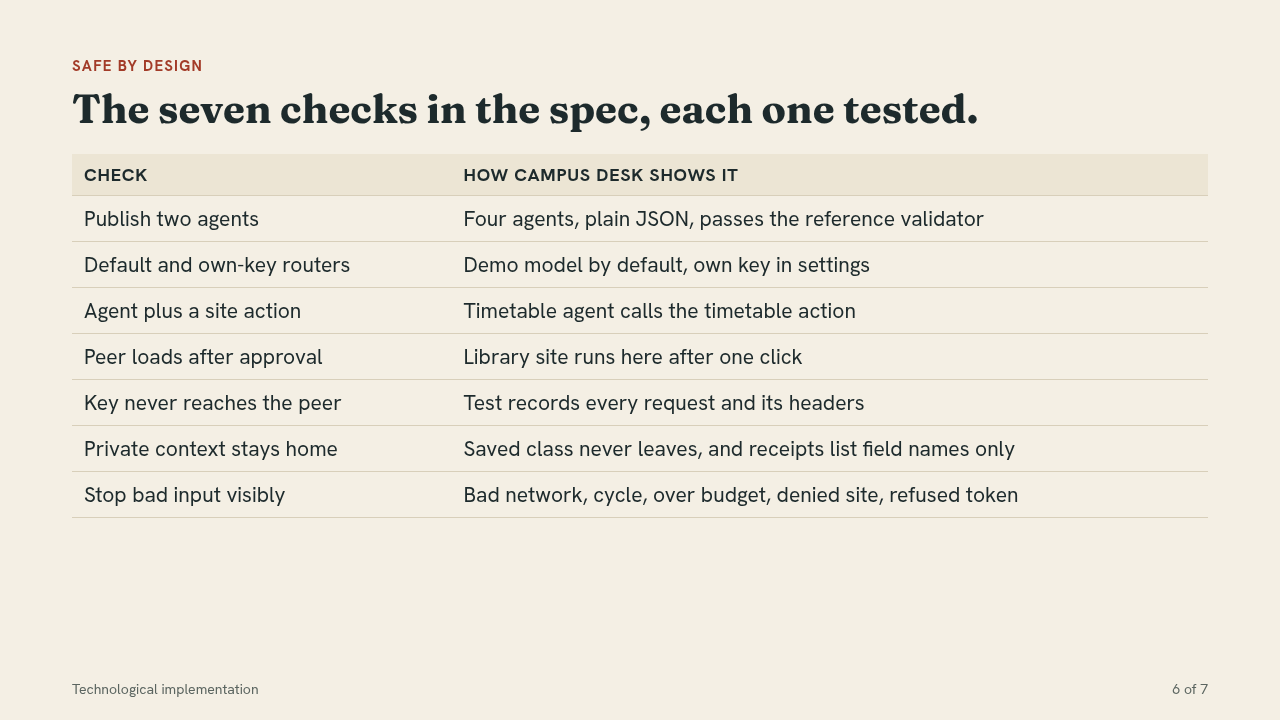 SAFE BY DESIGN
The seven checks in the spec, each one tested.
CHECK HOW CAMPUS DESK SHOWS IT
Publish two agents Four agents, plain JSON, passes the reference validator
Default and own-key routers Demo model by default, own key in settings
Agent plus a site action Timetable agent calls the timetable action
Peer loads after approval Library site runs here after one click
Key never reaches the peer Test records every request and its headers
Private context stays home Saved class never leaves, and receipts list field names only
Stop bad input visibly Bad network, cycle, over budget, denied site, refused token
Technological implementation 6 of 7